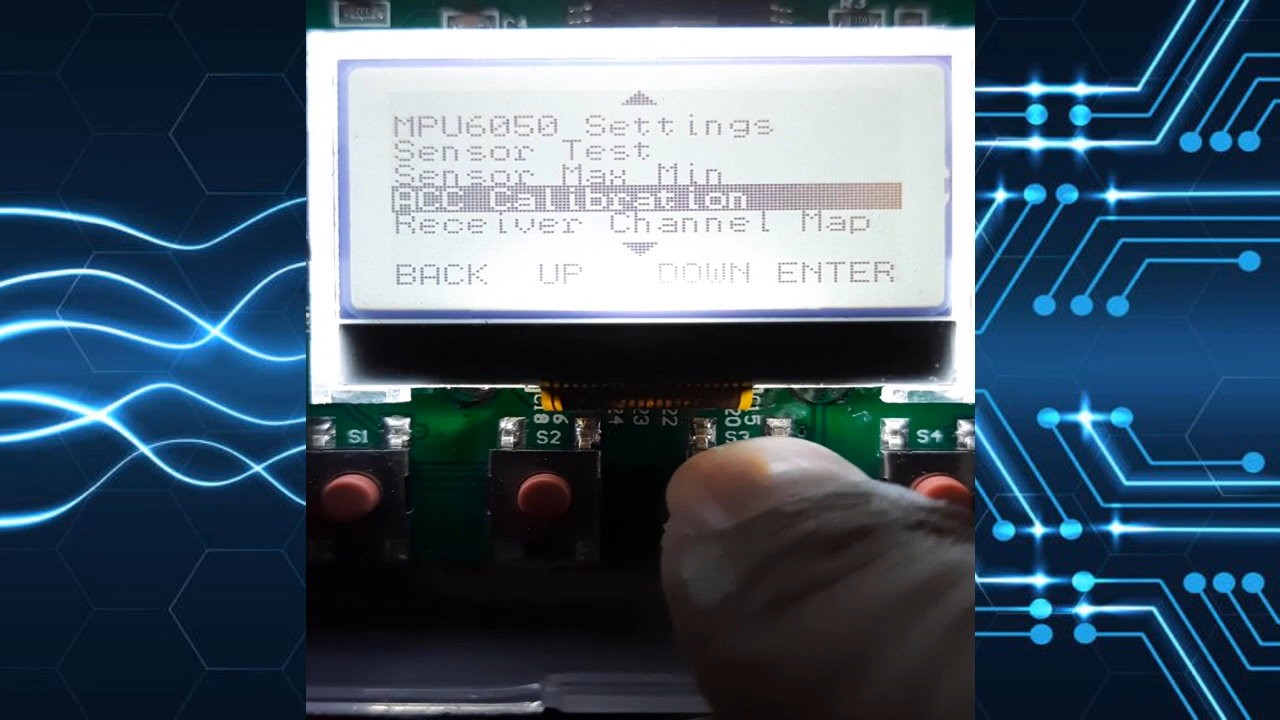 MPU6050 Settings
Sensor Test
Sensor Max Min
ACC Calibration
Receiver Channel Map
BACK UP DOWN ENTER
S1 S2 S3 S4